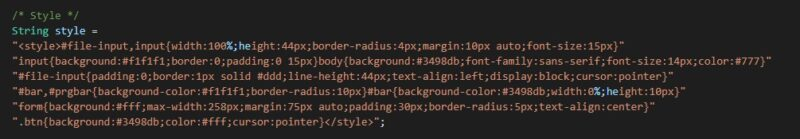 /* Style */
String style =
"<style>#file-input,input{width:100%;height:44px;border-radius:4px;margin:10px auto;font-size:15px}"
"input{background:#f1f1f1;border:0;padding:0 15px}body{background:#3498db;font-family:sans-serif;font-size:14px;color:#777}"
"#file-input{padding:0;border:1px solid #ddd;line-height:44px;text-align:left;display:block;cursor:pointer}"
"#bar,#prgbar{background-color:#f1f1f1;border-radius:10px}#bar{background-color:#3498db;width:0%;height:10px}"
"form{background:#fff;max-width:258px;margin:75px auto;padding:30px;border-radius:5px;text-align:center}"
".btn{background:#3498db;color:#fff;cursor:pointer}</style>";